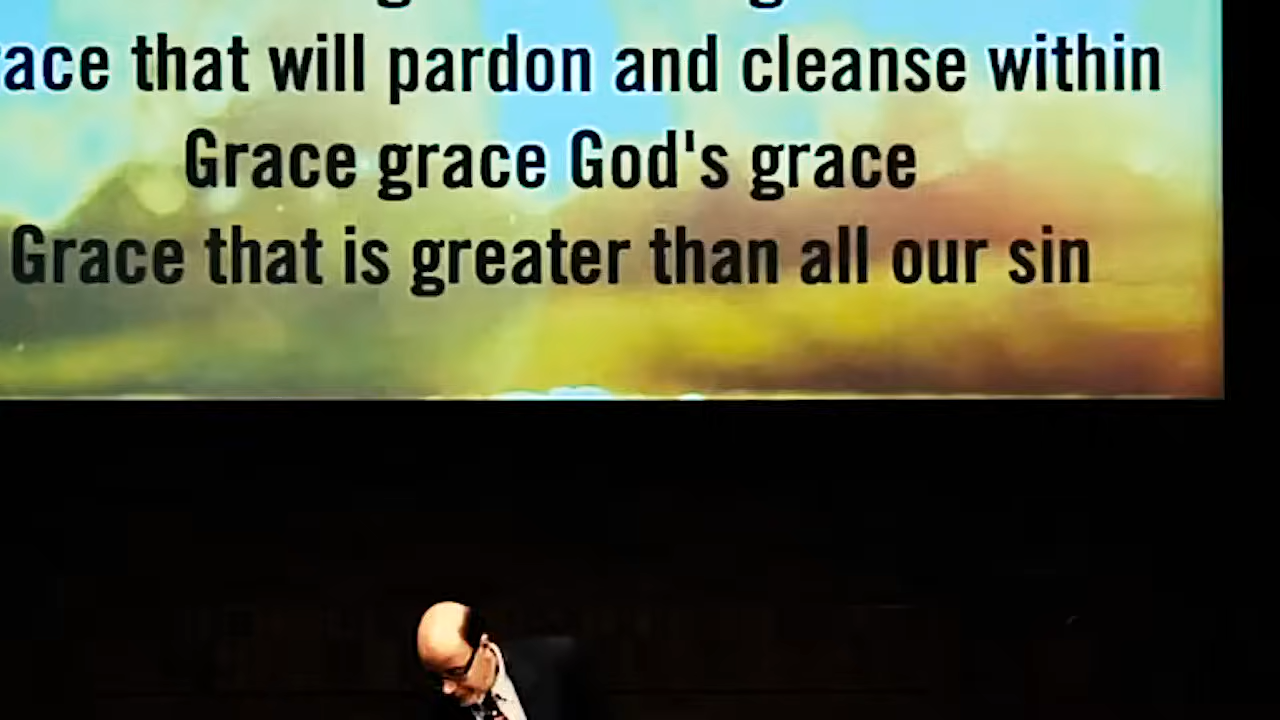 ace that will pardon and cleanse within
Grace grace God's grace
Grace that is greater than all our sin